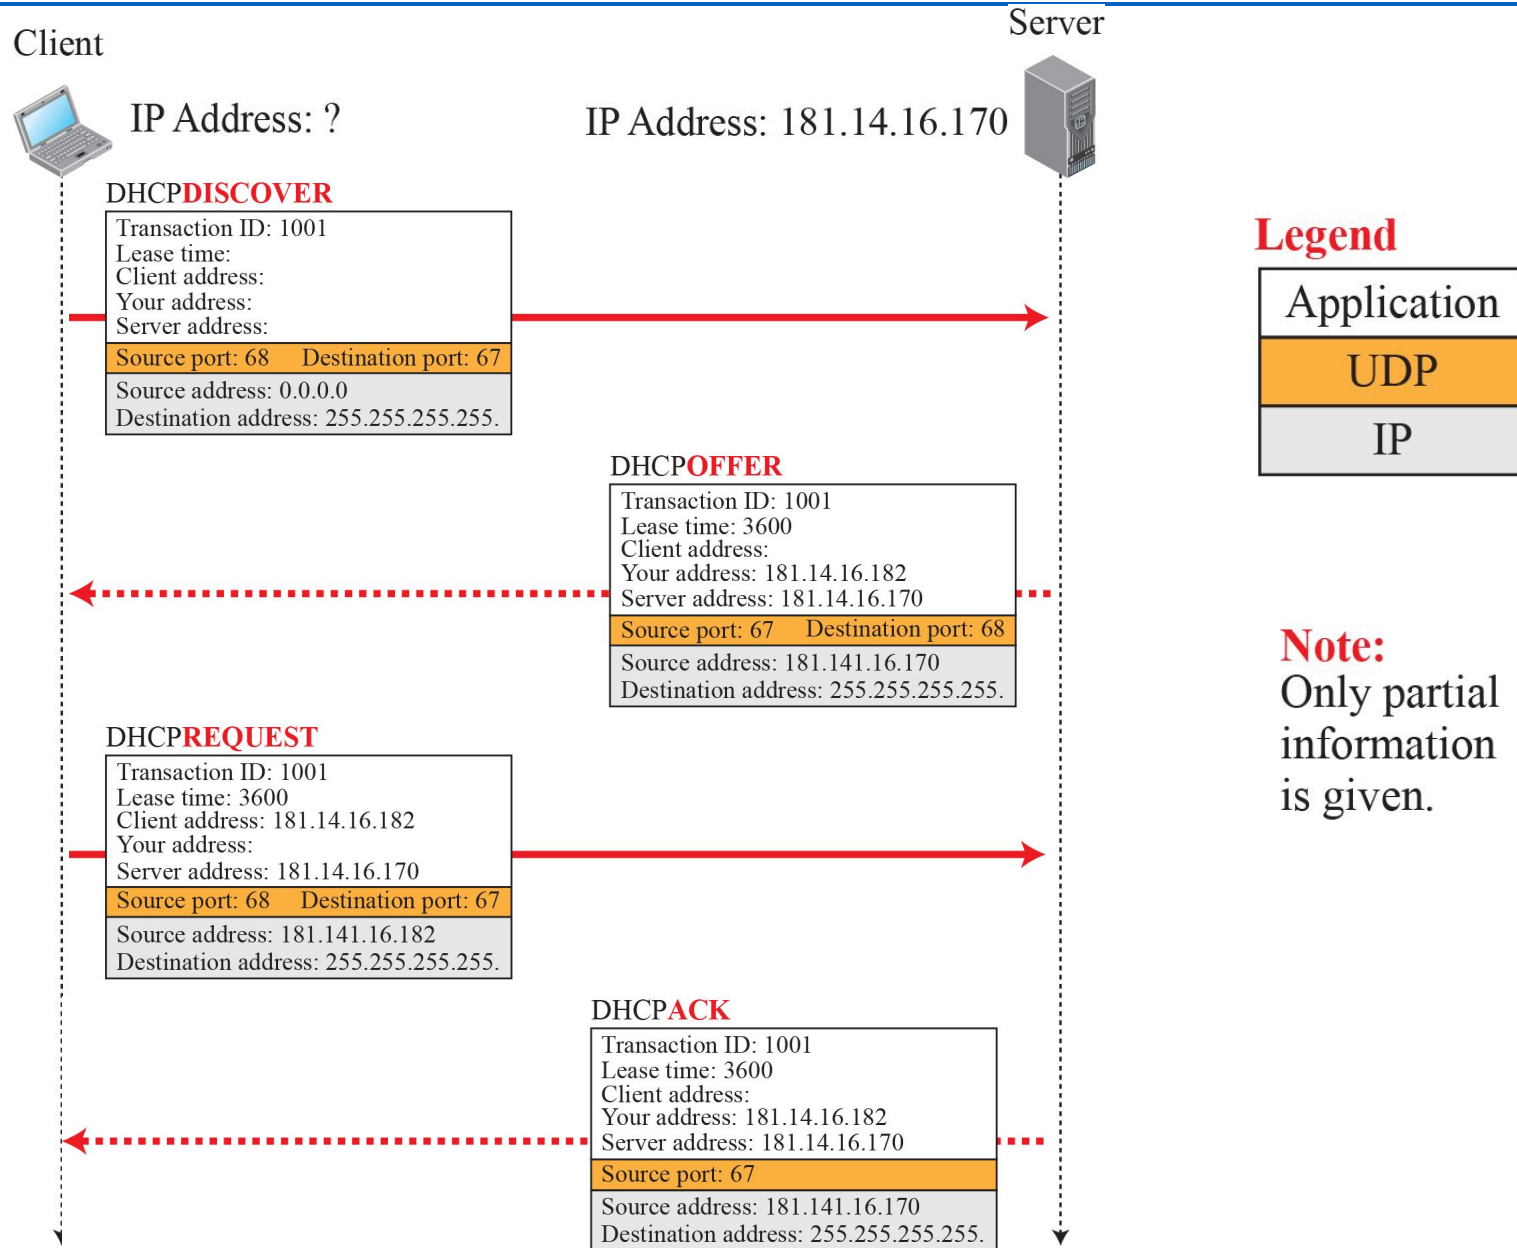 Client
Server
IP Address: ?
IP Address: 181.14.16.170
DHCPDISCOVER
Transaction ID: 1001
Lease time:
Client address:
Your address:
Server address:
Source port: 68 Destination port: 67
Source address: 0.0.0.0
Destination address: 255.255.255.255.
Legend
Application
UDP
IP
DHCPOFFER
Transaction ID: 1001
Lease time: 3600
Client address:
Your address: 181.14.16.182
Server address: 181.14.16.170
Source port: 67 Destination port: 68
Source address: 181.141.16.170
Destination address: 255.255.255.255.
Note:
Only partial
information
is given.
DHCPREQUEST
Transaction ID: 1001
Lease time: 3600
Client address: 181.14.16.182
Your address:
Server address: 181.14.16.170
Source port: 68 Destination port: 67
Source address: 181.141.16.182
Destination address: 255.255.255.255.
DHCPACK
Transaction ID: 1001
Lease time: 3600
Client address:
Your address: 181.14.16.182
Server address: 181.14.16.170
Source port: 67
Source address: 181.141.16.170
Destination address: 255.255.255.255.